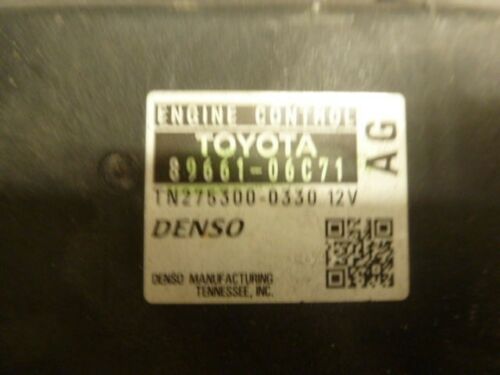 ENGINE CONTROL
TOYOTA
89661-06C71
AG
TN275300-0330 12V
DENSO
DENSO MANUFACTURING
TENNESSEE, INC.